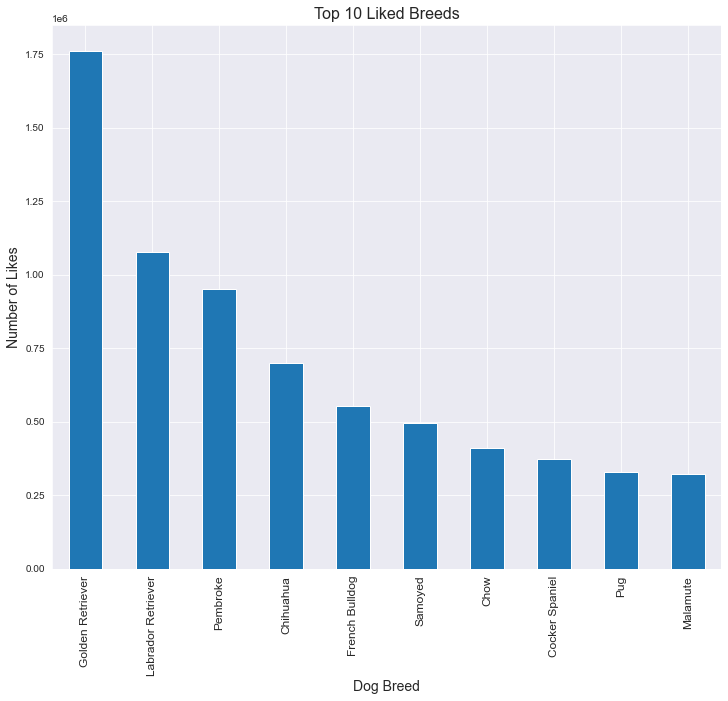 Top 10 Liked Breeds
1e6
1.75
1.50
1.25
1.00
0.75
0.50
0.25
0.00
Number of Likes
Golden Retriever
Labrador Retriever
Pembroke
Chihuahua
French Bulldog
Samoyed
Chow
Cocker Spaniel
Pug
Malamute
Dog Breed